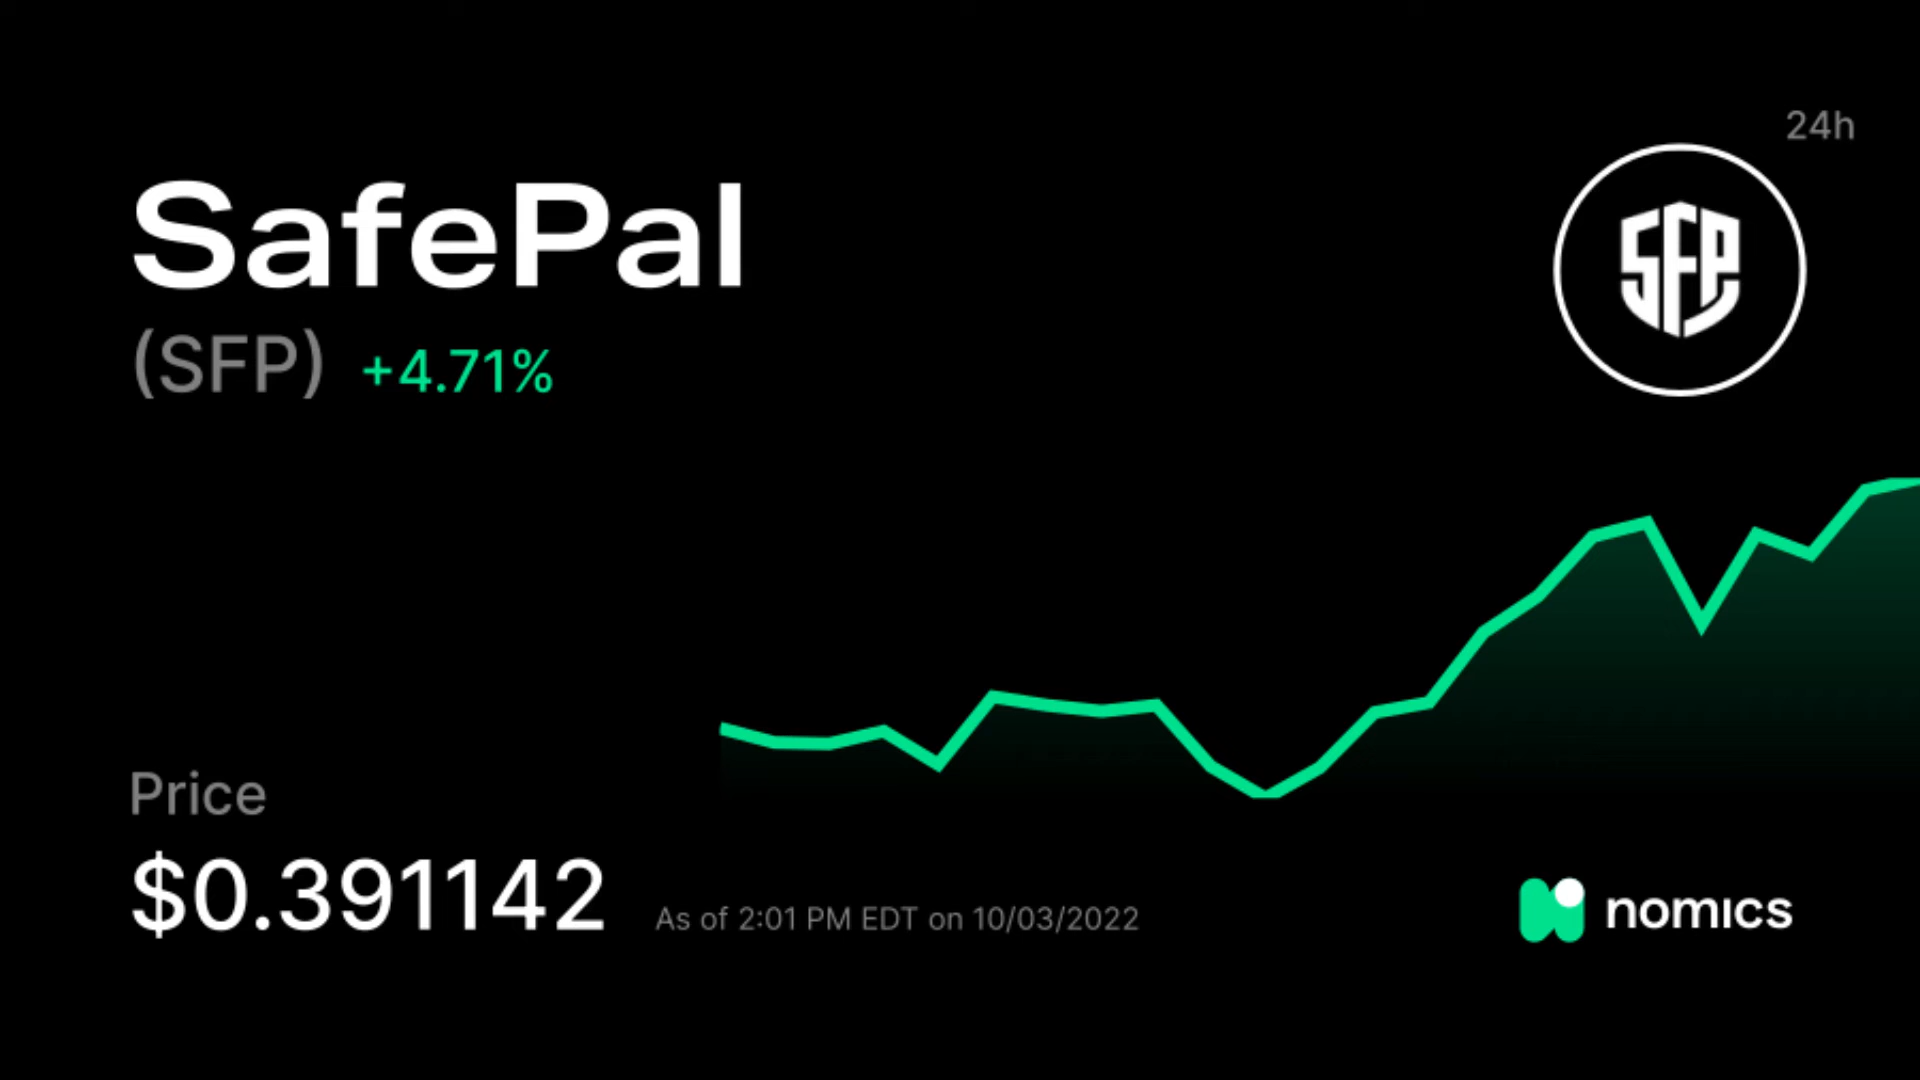 24h
SafePal
SFP
(SFP) +4.71%
Price
$0.391142 As of 2:01 PM EDT on 10/03/2022
nomics